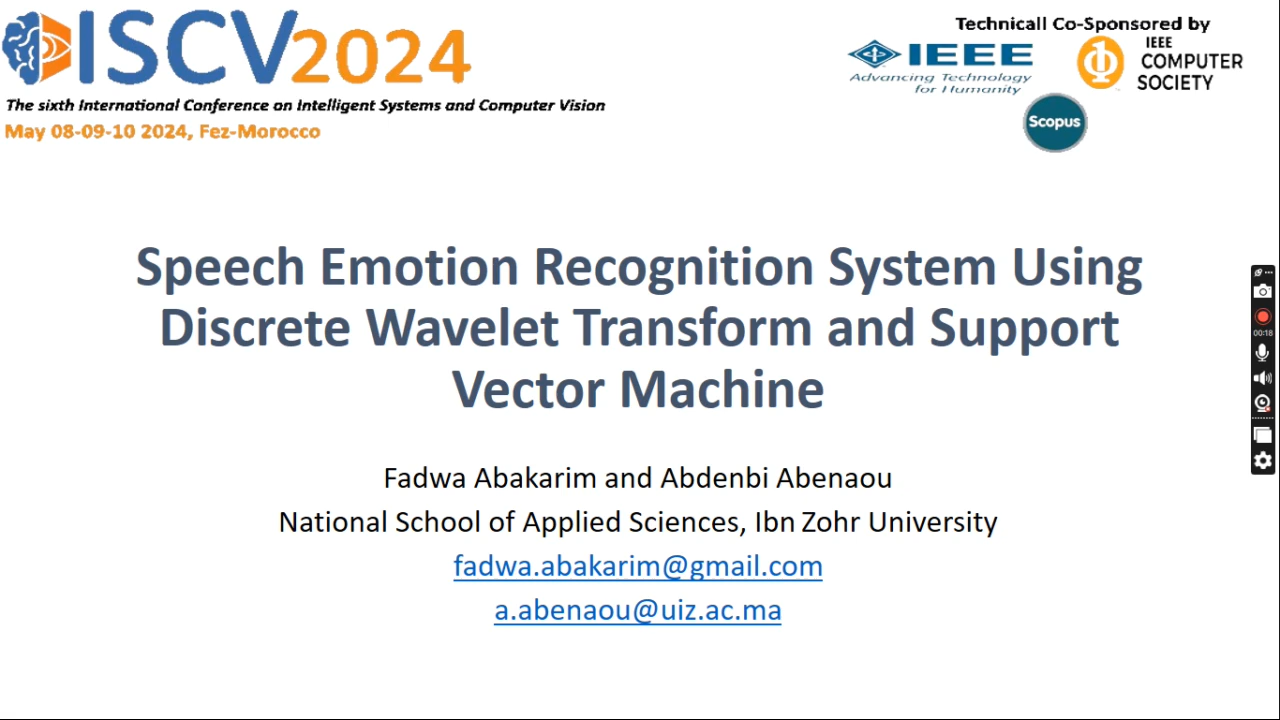 ISCV2024
The sixth International Conference on Intelligent Systems and Computer Vision
May 08-09-10 2024, Fez-Morocco
Technicall Co-Sponsored by
IEEE
Advancing Technology
for Humanity
IEEE
COMPUTER
SOCIETY
Scopus
Speech Emotion Recognition System Using
Discrete Wavelet Transform and Support
Vector Machine
Fadwa Abakarim and Abdenbi Abenaou
National School of Applied Sciences, Ibn Zohr University
fadwa.abakarim@gmail.com
a.abenaou@uiz.ac.ma
00:18